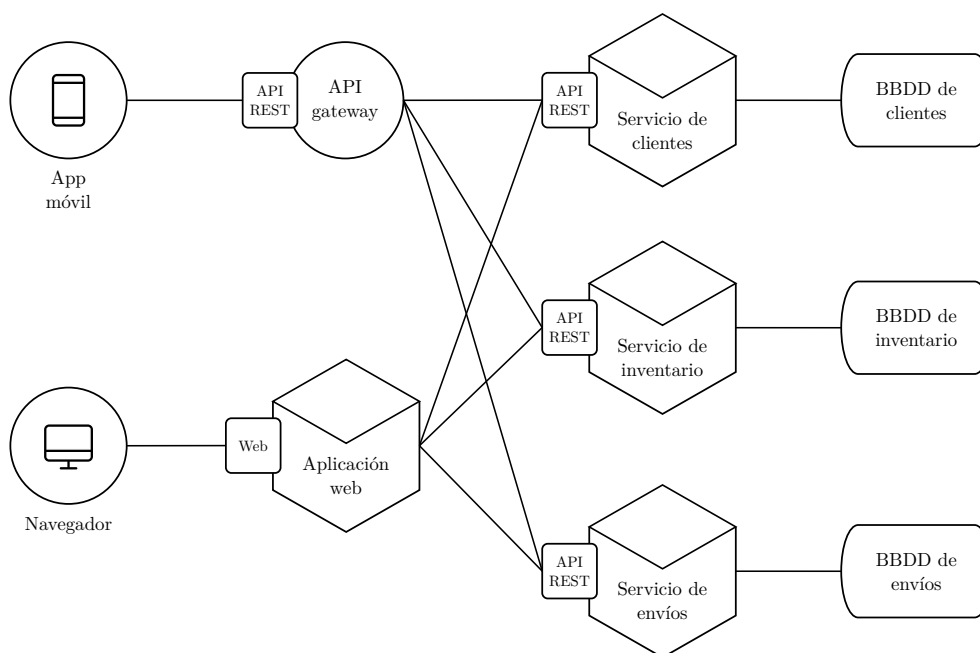 App
móvil
API
REST
API
gateway
API
REST
Servicio de
clientes
BBDD de
clientes
API
REST
Servicio de
inventario
BBDD de
inventario
Navegador
Web
Aplicación
web
API
REST
Servicio de
envíos
BBDD de
envíos